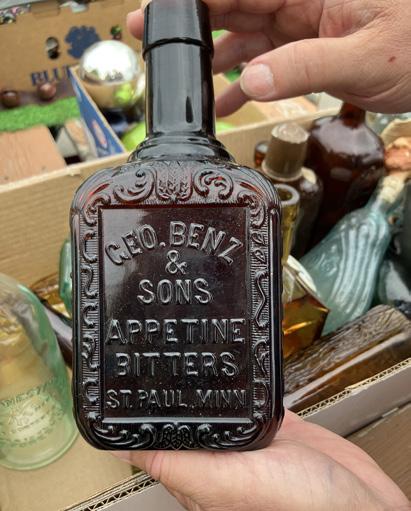 GEO. BENZ
&
SONS
APPETINE
BITTERS
ST. PAUL, MINN